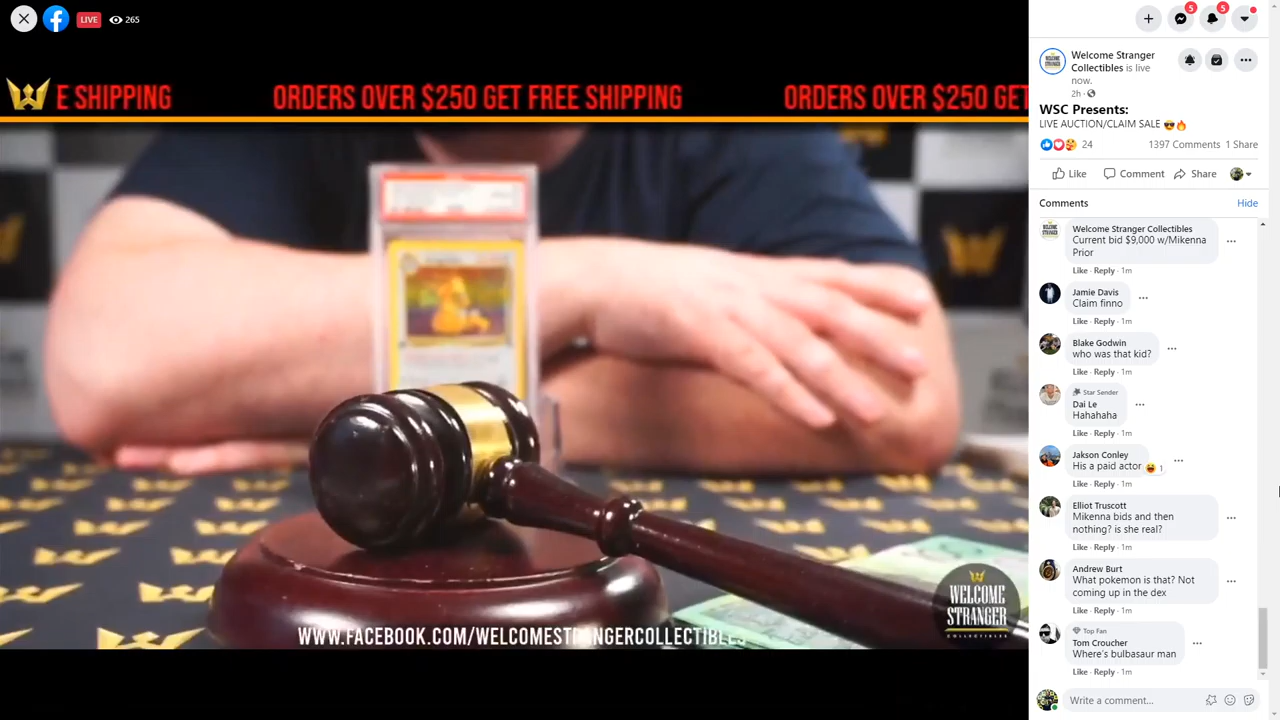 LIVE
265
E SHIPPING
ORDERS OVER $250 GET FREE SHIPPING
ORDERS OVER $250 GET
WWW.FACEBOOK.COM/WELCOMESTRANGERCOLLECTIBLES
WELCOME
STRANGER
COLLECTIBLES
5
5
Welcome Stranger
Collectibles is live
now.
2h
WSC Presents:
LIVE AUCTION/CLAIM SALE 😎🔥
24
1397 Comments 1 Share
Like
Comment
Share
Comments
Hide
Welcome Stranger Collectibles
Current bid $9,000 w/Mikenna
Prior
Like · Reply · 1m
Jamie Davis
Claim finno
Like · Reply · 1m
Blake Godwin
who was that kid?
Like · Reply · 1m
Star Sender
Dai Le
Hahahaha
Like · Reply · 1m
Jakson Conley
His a paid actor
1
Like · Reply · 1m
Elliot Truscott
Mikenna bids and then
nothing? is she real?
Like · Reply · 1m
Andrew Burt
What pokemon is that? Not
coming up in the dex
Like · Reply · 1m
Top Fan
Tom Croucher
Where's bulbasaur man
Like · Reply · 1m
Write a comment...